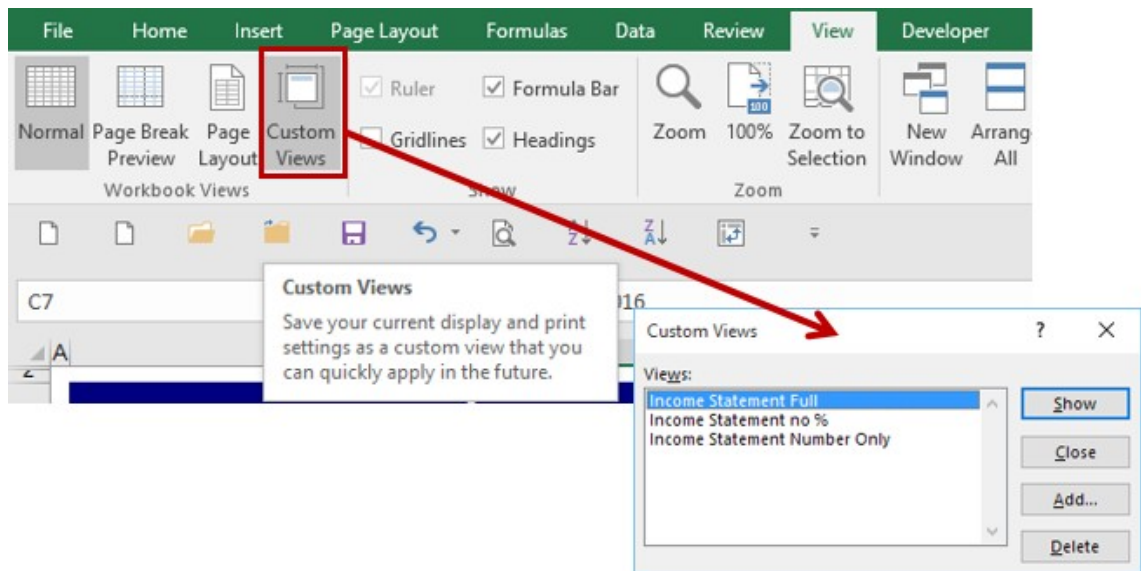 File Home Insert Page Layout Formulas Data Review View Developer
Ruler Formula Bar
Normal Page Break Page Custom Gridlines Headings Zoom 100% Zoom to New Arrang
Preview Layout Views Selection Window All
Workbook Views Show Zoom
C7
Custom Views
Save your current display and print
settings as a custom view that you
can quickly apply in the future.
A
2
Custom Views ? ×
Views:
Income Statement Full
Income Statement no %
Income Statement Number Only
Show
Close
Add...
Delete